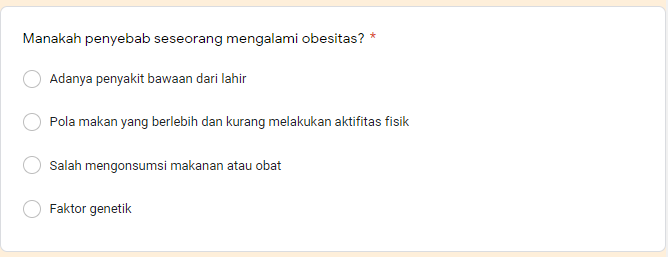 Manakah penyebab seseorang mengalami obesitas? *
Adanya penyakit bawaan dari lahir
Pola makan yang berlebih dan kurang melakukan aktifitas fisik
Salah mengonsumsi makanan atau obat
Faktor genetik